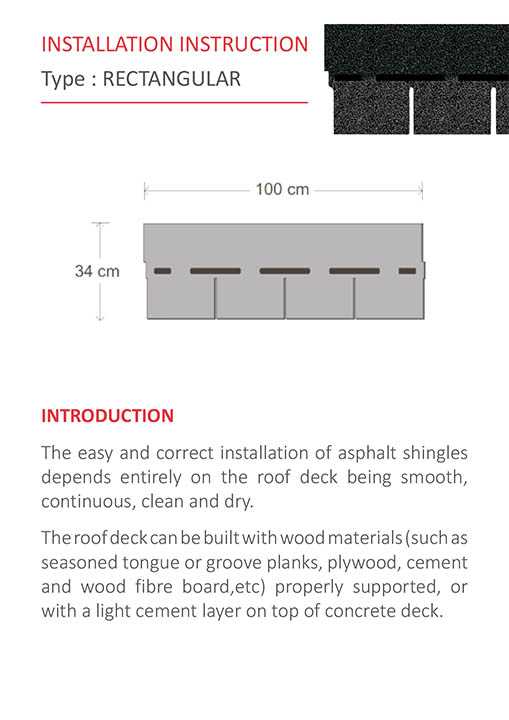 INSTALLATION INSTRUCTION
Type : RECTANGULAR
100 cm
34 cm
INTRODUCTION
The easy and correct installation of asphalt shingles
depends entirely on the roof deck being smooth,
continuous, clean and dry.
The roof deck can be built with wood materials (such as
seasoned tongue or groove planks, plywood, cement
and wood fibre board,etc) properly supported, or
with a light cement layer on top of concrete deck.